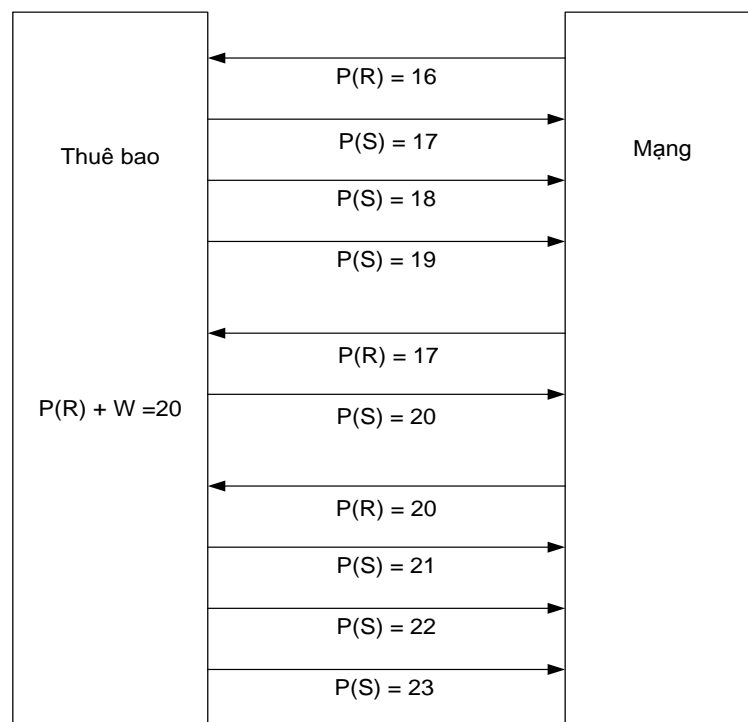 P(R) = 16
P(S) = 17
Thuê bao
Mạng
P(S) = 18
P(S) = 19
P(R) = 17
P(R) + W =20
P(S) = 20
P(R) = 20
P(S) = 21
P(S) = 22
P(S) = 23